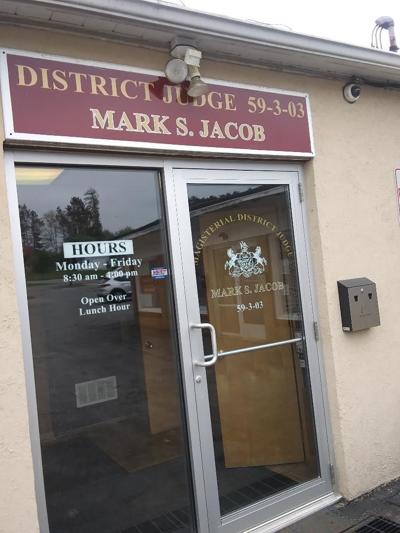 DISTRICT JUDGE 59-3-03
MARK S. JACOB
HOURS
Monday - Friday
8:30 am - 4:00 pm
Open Over
Lunch Hour
MAGISTERIAL DISTRICT JUDGE
MARK S. JACOB
59-3-03